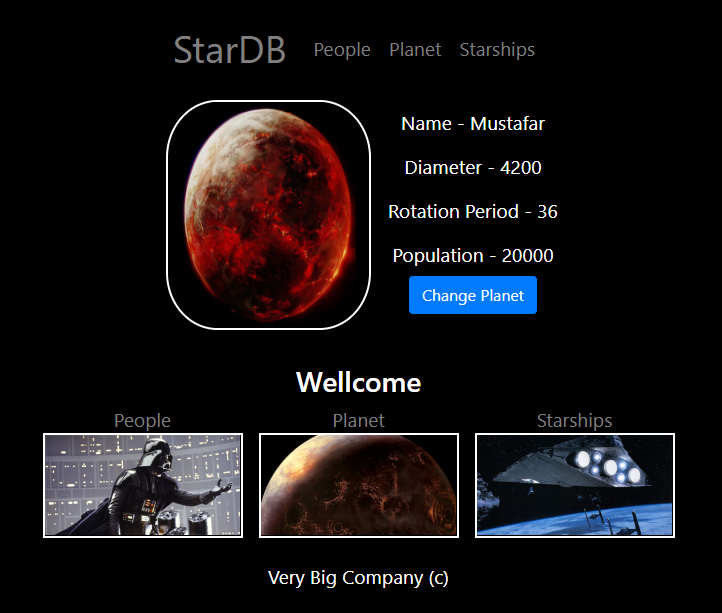 StarDB People Planet Starships
Name - Mustafar
Diameter - 4200
Rotation Period - 36
Population - 20000
Change Planet
Wellcome
People Planet Starships
Very Big Company (c)